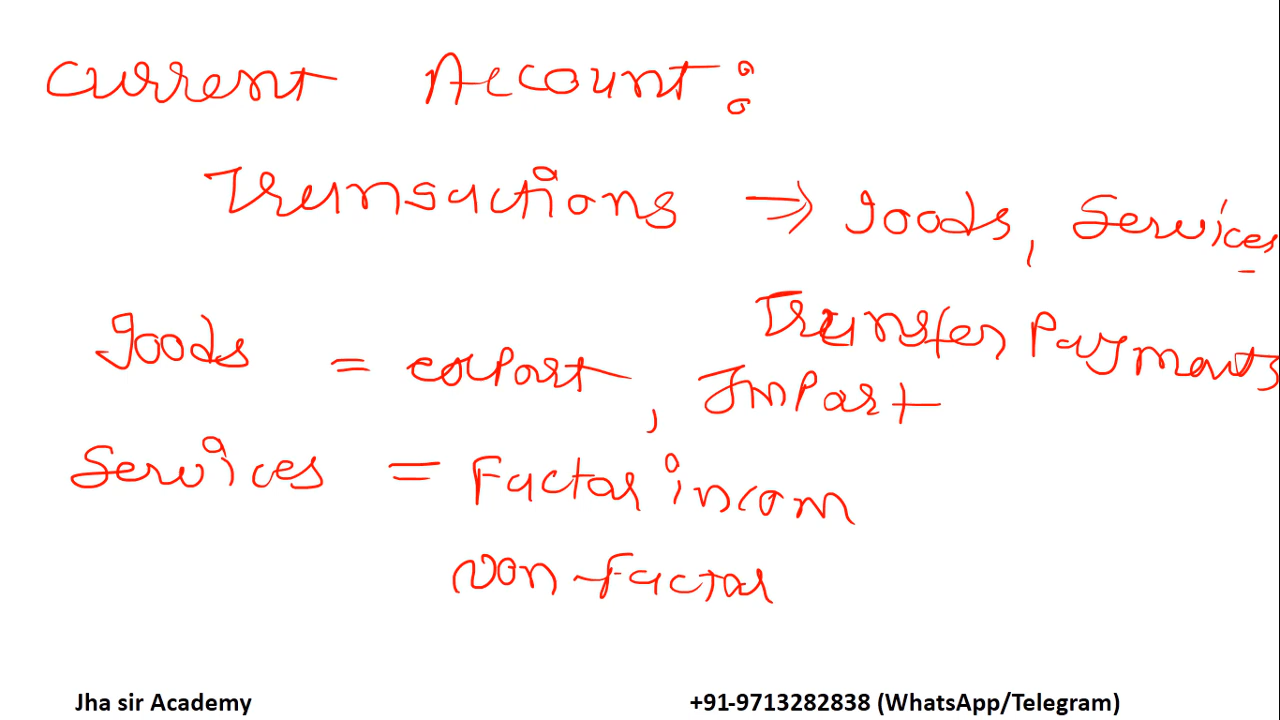 Current Account:
Transactions ⇒ goods, Services
Transfer Payments
goods = export, Import
Services = Factor incom
non-factor
Jha sir Academy
+91-9713282838 (WhatsApp/Telegram)